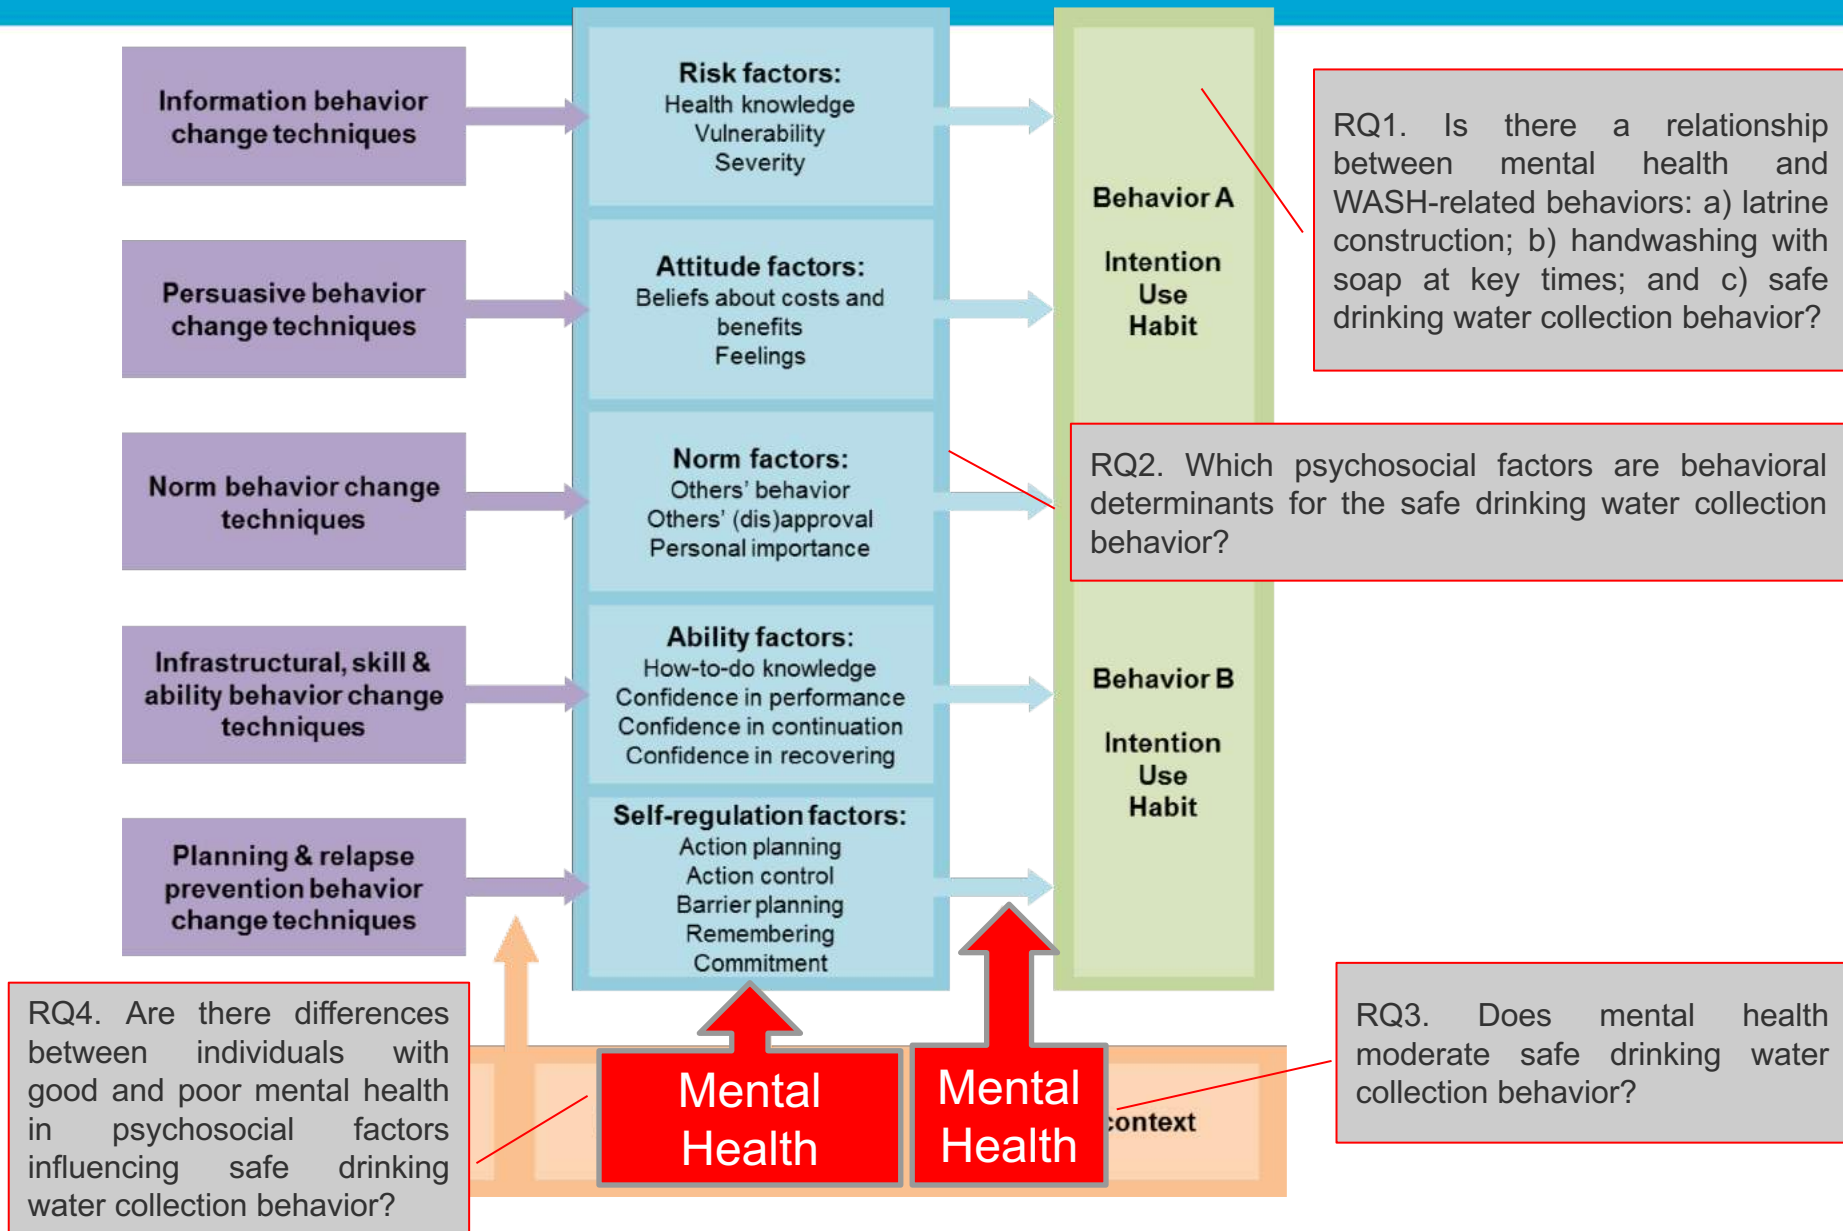 Information behavior
change techniques
Persuasive behavior
change techniques
Norm behavior change
techniques
Infrastructural, skill &
ability behavior change
techniques
Planning & relapse
prevention behavior
change techniques
Risk factors:
Health knowledge
Vulnerability
Severity
Attitude factors:
Beliefs about costs and
benefits
Feelings
Norm factors:
Others' behavior
Others' (dis)approval
Personal importance
Ability factors:
How-to-do knowledge
Confidence in performance
Confidence in continuation
Confidence in recovering
Self-regulation factors:
Action planning
Action control
Barrier planning
Remembering
Commitment
Behavior A
Intention
Use
Habit
Behavior B
Intention
Use
Habit
RQ1. Is there a relationship
between mental health and
WASH-related behaviors: a) latrine
construction; b) handwashing with
soap at key times; and c) safe
drinking water collection behavior?
RQ2. Which psychosocial factors are behavioral
determinants for the safe drinking water collection
behavior?
RQ4. Are there differences
between individuals with
good and poor mental health
in psychosocial factors
influencing safe drinking
water collection behavior?
Mental
Health
Mental
Health
context
RQ3. Does mental health
moderate safe drinking water
collection behavior?